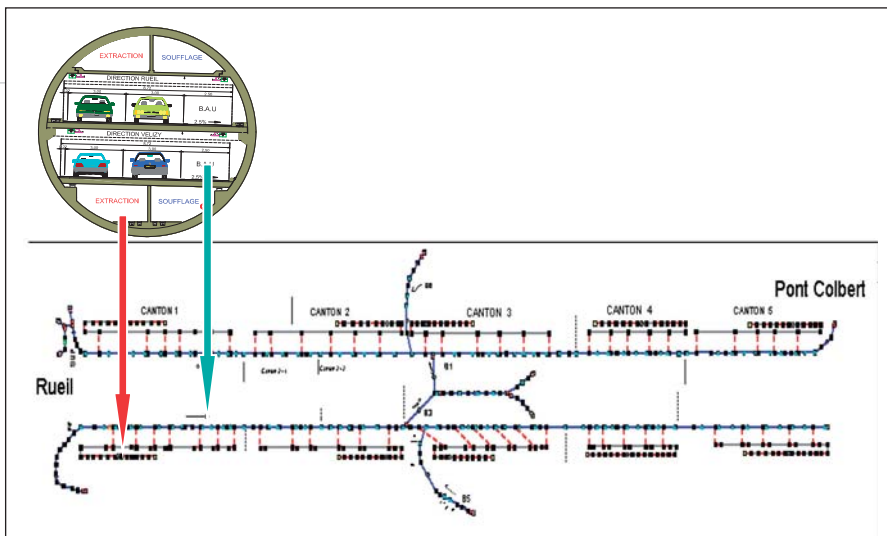 EXTRACTION SOUFFLAGE
DIRECTION RUEIL
B.A.U
2.5%
DIRECTION VELIZY
EXTRACTION SOUFFLAGE
Pont Colbert
CANTON 1 CANTON 2 CANTON 3 CANTON 4 CANTON 5
Rueil
B1
B3
B5